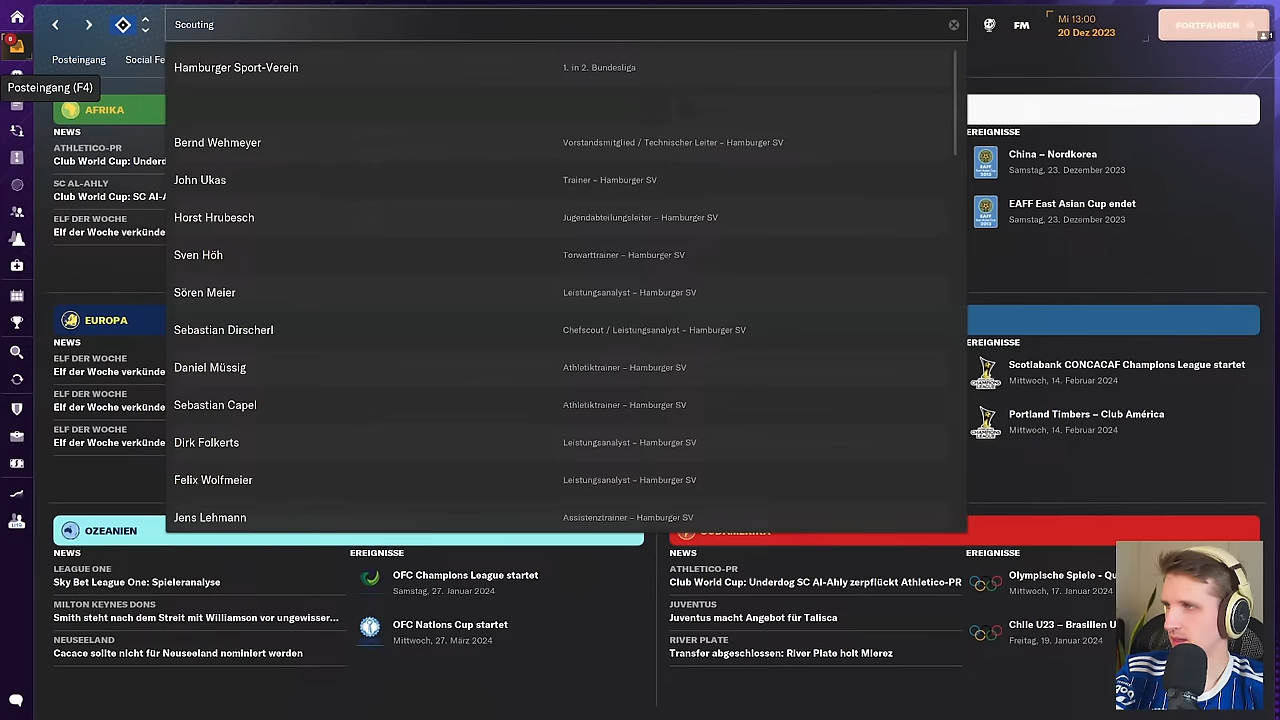 Scouting
FM
Mi 13:00
20 Dez 2023
FORTFAHREN
8
1
Posteingang
Social Fe
Posteingang (F4)
Hamburger Sport-Verein
1. in 2. Bundesliga
Bernd Wehmeyer
Vorstandsmitglied / Technischer Leiter – Hamburger SV
John Ukas
Trainer – Hamburger SV
Horst Hrubesch
Jugendabteilungsleiter – Hamburger SV
Sven Höh
Torwarttrainer – Hamburger SV
Sören Meier
Leistungsanalyst – Hamburger SV
Sebastian Dirscherl
Chefscout / Leistungsanalyst – Hamburger SV
Daniel Müssig
Athletiktrainer – Hamburger SV
Sebastian Capel
Athletiktrainer – Hamburger SV
Dirk Folkerts
Leistungsanalyst – Hamburger SV
Felix Wolfmeier
Leistungsanalyst – Hamburger SV
Jens Lehmann
Assistenztrainer – Hamburger SV
AFRIKA
NEWS
ATHLETICO-PR
Club World Cup: Underd
SC AL-AHLY
Club World Cup: SC Al-A
ELF DER WOCHE
Elf der Woche verkünde
EREIGNISSE
China – Nordkorea
Samstag, 23. Dezember 2023
EAFF East Asian Cup endet
Samstag, 23. Dezember 2023
EUROPA
NEWS
ELF DER WOCHE
Elf der Woche verkünde
ELF DER WOCHE
Elf der Woche verkünde
ELF DER WOCHE
Elf der Woche verkünde
EREIGNISSE
Scotiabank CONCACAF Champions League startet
Mittwoch, 14. Februar 2024
Portland Timbers – Club América
Mittwoch, 14. Februar 2024
OZEANIEN
NEWS
LEAGUE ONE
Sky Bet League One: Spieleranalyse
MILTON KEYNES DONS
Smith steht nach dem Streit mit Williamson vor ungewisser...
NEUSEELAND
Cacace sollte nicht für Neuseeland nominiert werden
EREIGNISSE
OFC Champions League startet
Samstag, 27. Januar 2024
OFC Nations Cup startet
Mittwoch, 27. März 2024
SÜDAMERIKA
NEWS
ATHLETICO-PR
Club World Cup: Underdog SC Al-Ahly zerpflückt Athletico-PR
JUVENTUS
Juventus macht Angebot für Talisca
RIVER PLATE
Transfer abgeschlossen: River Plate holt Mierez
EREIGNISSE
Olympische Spiele - Qu
Mittwoch, 17. Januar 2024
Chile U23 – Brasilien U
Freitag, 19. Januar 2024